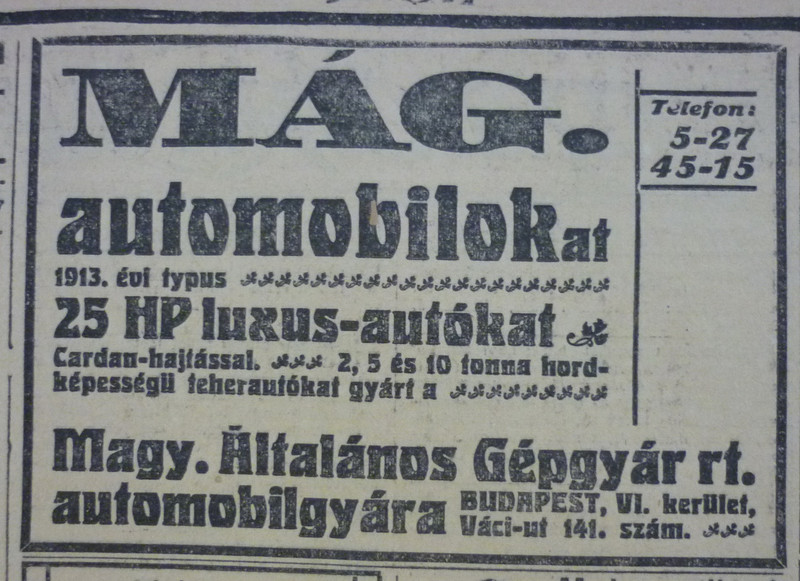 MÁG.
Telefon:
5-27
45-15
automobilokat
1913. évi typus
25 HP luxus-autókat
Cardan-hajtással. 2, 5 és 10 tonna hord-
képességü teherautókat gyárt a
Magy. Általános Gépgyár rt.
automobilgyára
BUDAPEST, VI. kerület,
Váci-ut 141. szám.